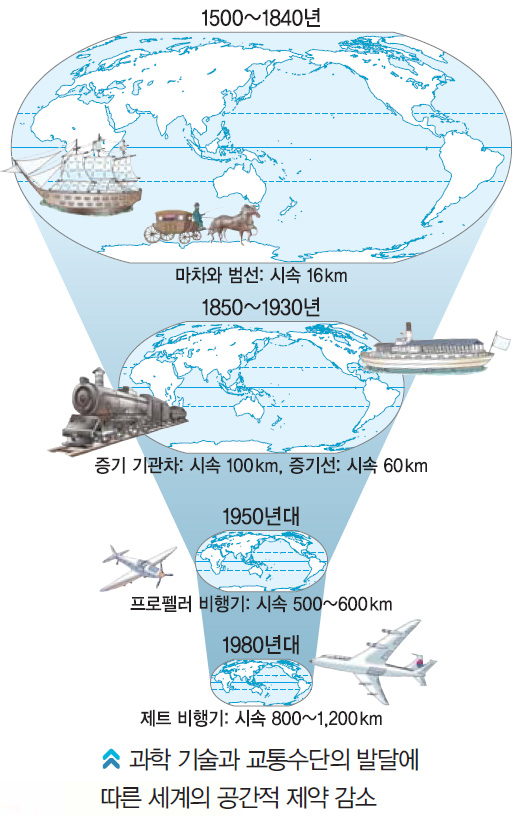 1500~1840년
마차와 범선: 시속 16km
1850~1930년
증기 기관차: 시속 100km, 증기선: 시속 60km
1950년대
프로펠러 비행기: 시속 500~600km
1980년대
제트 비행기: 시속 800~1,200km
과학 기술과 교통수단의 발달에
따른 세계의 공간적 제약 감소